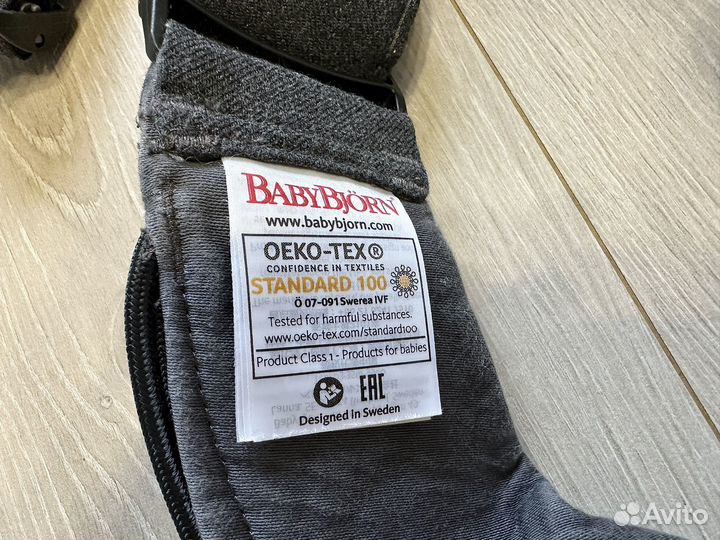 BABYBJÖRN®
www.babybjorn.com
OEKO-TEX®
CONFIDENCE IN TEXTILES
STANDARD 100
Ö 07-091 Swerea IVF
Tested for harmful substances.
www.oeko-tex.com/standard100
Product Class 1 - Products for babies
EAC
Designed in Sweden
Avito